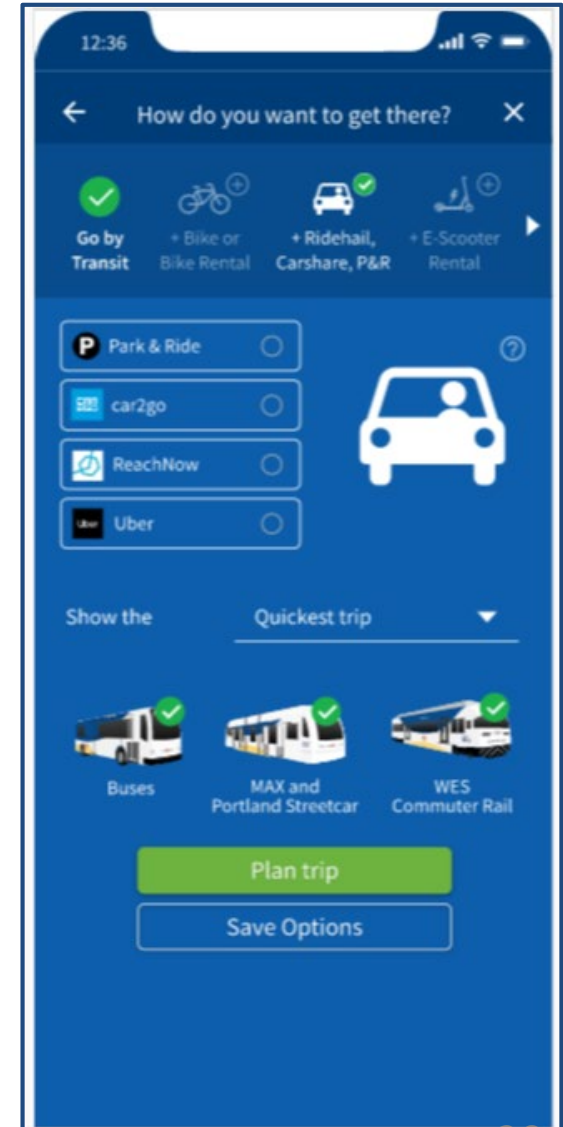 12:36
How do you want to get there?
Go by
Transit
+ Bike or
Bike Rental
+ Ridehail,
Carshare, P&R
+ E-Scooter
Rental
P Park & Ride
car2go
ReachNow
Uber Uber
Show the Quickest trip
Buses
MAX and
Portland Streetcar
WES
Commuter Rail
Plan trip
Save Options